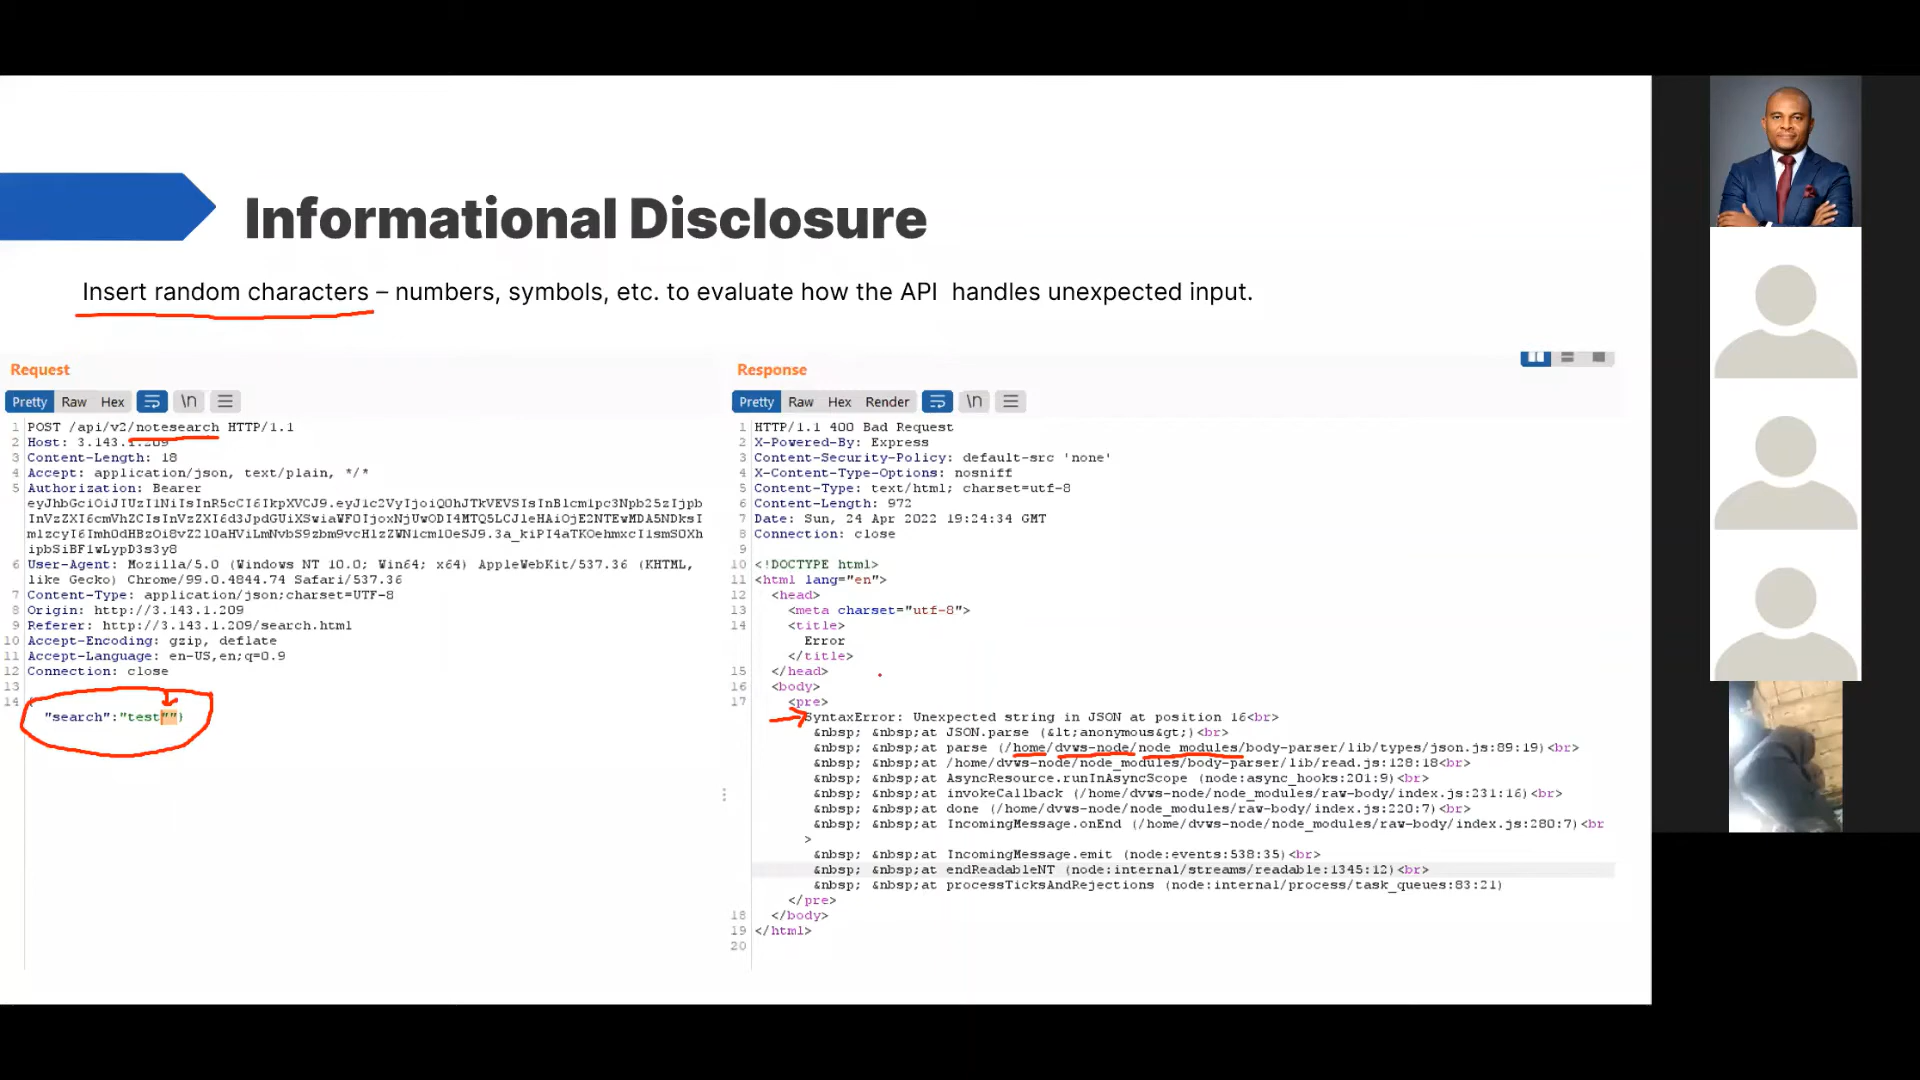 Informational Disclosure
Insert random characters – numbers, symbols, etc. to evaluate how the API handles unexpected input.
Request
Pretty Raw Hex \n
1 POST /api/v2/notesearch HTTP/1.1
2 Host: 3.143.1.209
3 Content-Length: 18
4 Accept: application/json, text/plain, */*
5 Authorization: Bearer
6 User-Agent: Mozilla/5.0 (Windows NT 10.0; Win64; x64) AppleWebKit/537.36 (KHTML,
like Gecko) Chrome/99.0.4844.74 Safari/537.36
7 Content-Type: application/json;charset=UTF-8
8 Origin: http://3.143.1.209
9 Referer: http://3.143.1.209/search.html
10 Accept-Encoding: gzip, deflate
11 Accept-Language: en-US,en;q=0.9
12 Connection: close
13
14
"search":"test""}
Response
Pretty Raw Hex Render \n
1 HTTP/1.1 400 Bad Request
2 X-Powered-By: Express
3 Content-Security-Policy: default-src 'none'
4 X-Content-Type-Options: nosniff
5 Content-Type: text/html; charset=utf-8
6 Content-Length: 972
7 Date: Sun, 24 Apr 2022 19:24:34 GMT
8 Connection: close
9
10 <!DOCTYPE html>
11 <html lang="en">
12 <head>
13 <meta charset="utf-8">
14 <title>
Error
</title>
15 </head>
16 <body>
17 <pre>
SyntaxError: Unexpected string in JSON at position 16<br>
&nbsp; &nbsp;at JSON.parse (&lt;anonymous&gt;)<br>
&nbsp; &nbsp;at parse (/home/dvws-node/node_modules/body-parser/lib/types/json.js:89:19)<br>
&nbsp; &nbsp;at /home/dvws-node/node_modules/body-parser/lib/read.js:128:18<br>
&nbsp; &nbsp;at AsyncResource.runInAsyncScope (node:async_hooks:201:9)<br>
&nbsp; &nbsp;at invokeCallback (/home/dvws-node/node_modules/raw-body/index.js:231:16)<br>
&nbsp; &nbsp;at done (/home/dvws-node/node_modules/raw-body/index.js:220:7)<br>
&nbsp; &nbsp;at IncomingMessage.onEnd (/home/dvws-node/node_modules/raw-body/index.js:280:7)<br
>
&nbsp; &nbsp;at IncomingMessage.emit (node:events:538:35)<br>
&nbsp; &nbsp;at endReadableNT (node:internal/streams/readable:1345:12)<br>
&nbsp; &nbsp;at processTicksAndRejections (node:internal/process/task_queues:83:21)
</pre>
18 </body>
19 </html>
20